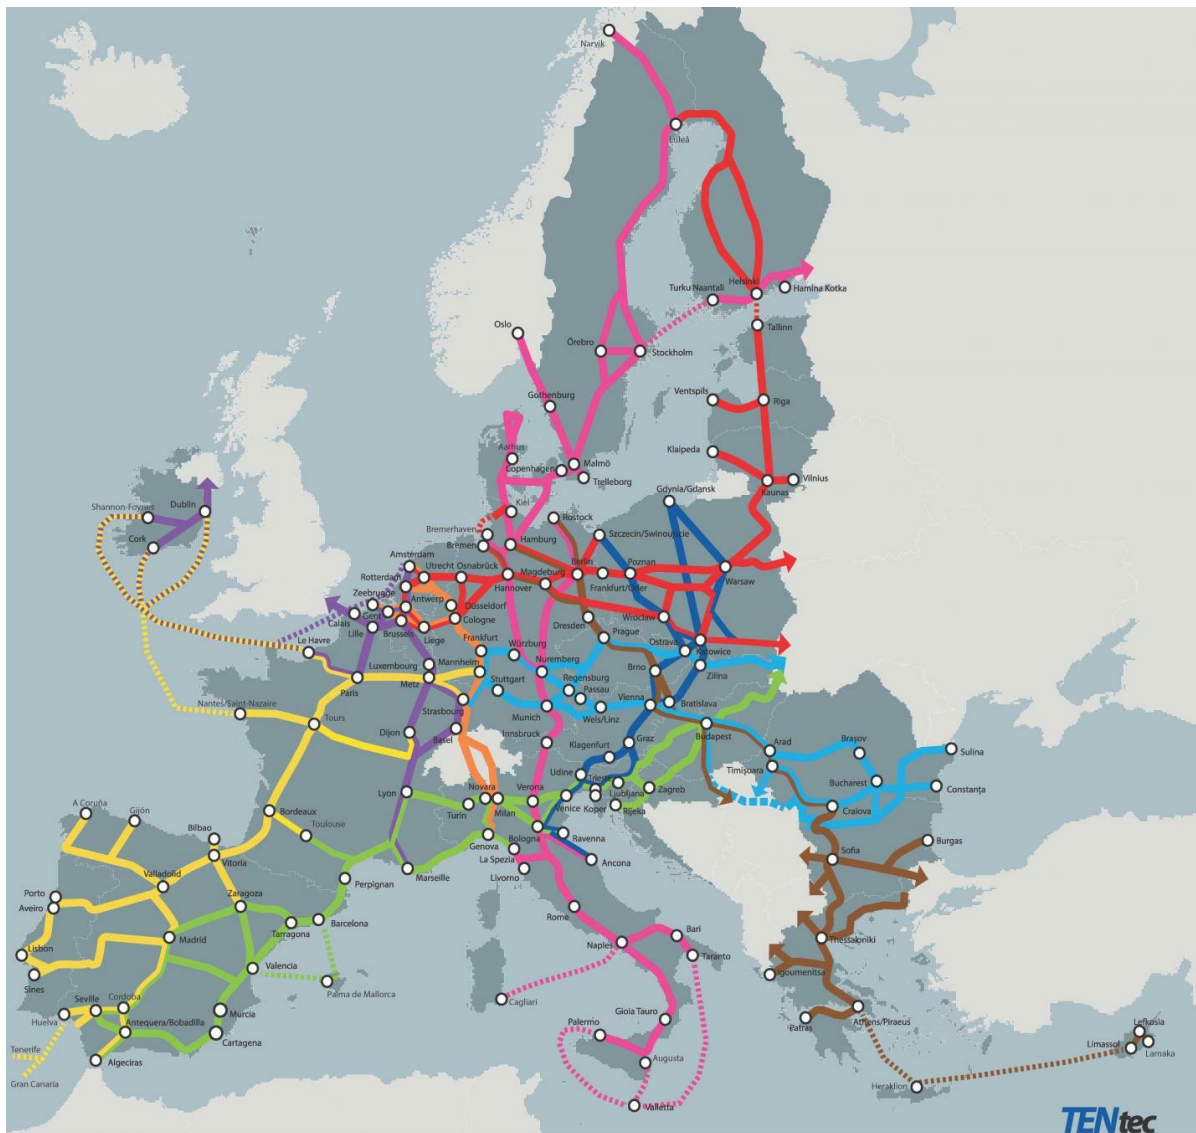 Narvik
Luleå
Helsinki
Turku Naantali
Hamina Kotka
Oslo
Tallinn
Örebro
Stockholm
Gothenburg
Ventspils
Riga
Aarhus
Klaipeda
Copenhagen
Malmö
Trelleborg
Kaunas
Vilnius
Gdynia/Gdansk
Shannon-Foynes
Dublin
Kiel
Rostock
Cork
Bremerhaven
Bremen
Hamburg
Szczecin/Swinoujscie
Amsterdam
Utrecht
Osnabrück
Magdeburg
Berlin
Poznan
Rotterdam
Hannover
Frankfurt/Oder
Warsaw
Zeebrugge
Antwerp
Düsseldorf
Calais
Gent
Cologne
Wrocław
Lille
Brussels
Liege
Dresden
Le Havre
Frankfurt
Würzburg
Prague
Ostrava
Katowice
Luxembourg
Mannheim
Nuremberg
Brno
Zilina
Paris
Metz
Stuttgart
Regensburg
Passau
Nantes/Saint-Nazaire
Strasbourg
Munich
Wels/Linz
Vienna
Bratislava
Tours
Dijon
Basel
Innsbruck
Klagenfurt
Graz
Budapest
Arad
Braşov
Sulina
Udine
Trieste
Timişoara
Bucharest
Constanţa
Lyon
Novara
Verona
Venice
Koper
Ljubljana
Zagreb
Rijeka
Craiova
A Coruña
Gijón
Bordeaux
Turin
Milan
Bilbao
Toulouse
Genova
Bologna
Ravenna
Sofia
Burgas
Vitoria
La Spezia
Ancona
Valladolid
Marseille
Livorno
Porto
Zaragoza
Perpignan
Aveiro
Rome
Madrid
Tarragona
Barcelona
Naples
Bari
Thessaloniki
Lisbon
Taranto
Sines
Valencia
Igoumenitsa
Palma de Mallorca
Cagliari
Seville
Cordoba
Huelva
Murcia
Gioia Tauro
Patras
Athens/Piraeus
Antequera/Bobadilla
Cartagena
Palermo
Lefkosia
Tenerife
Limassol
Larnaka
Algeciras
Augusta
Gran Canaria
Heraklion
Valletta
TENtec